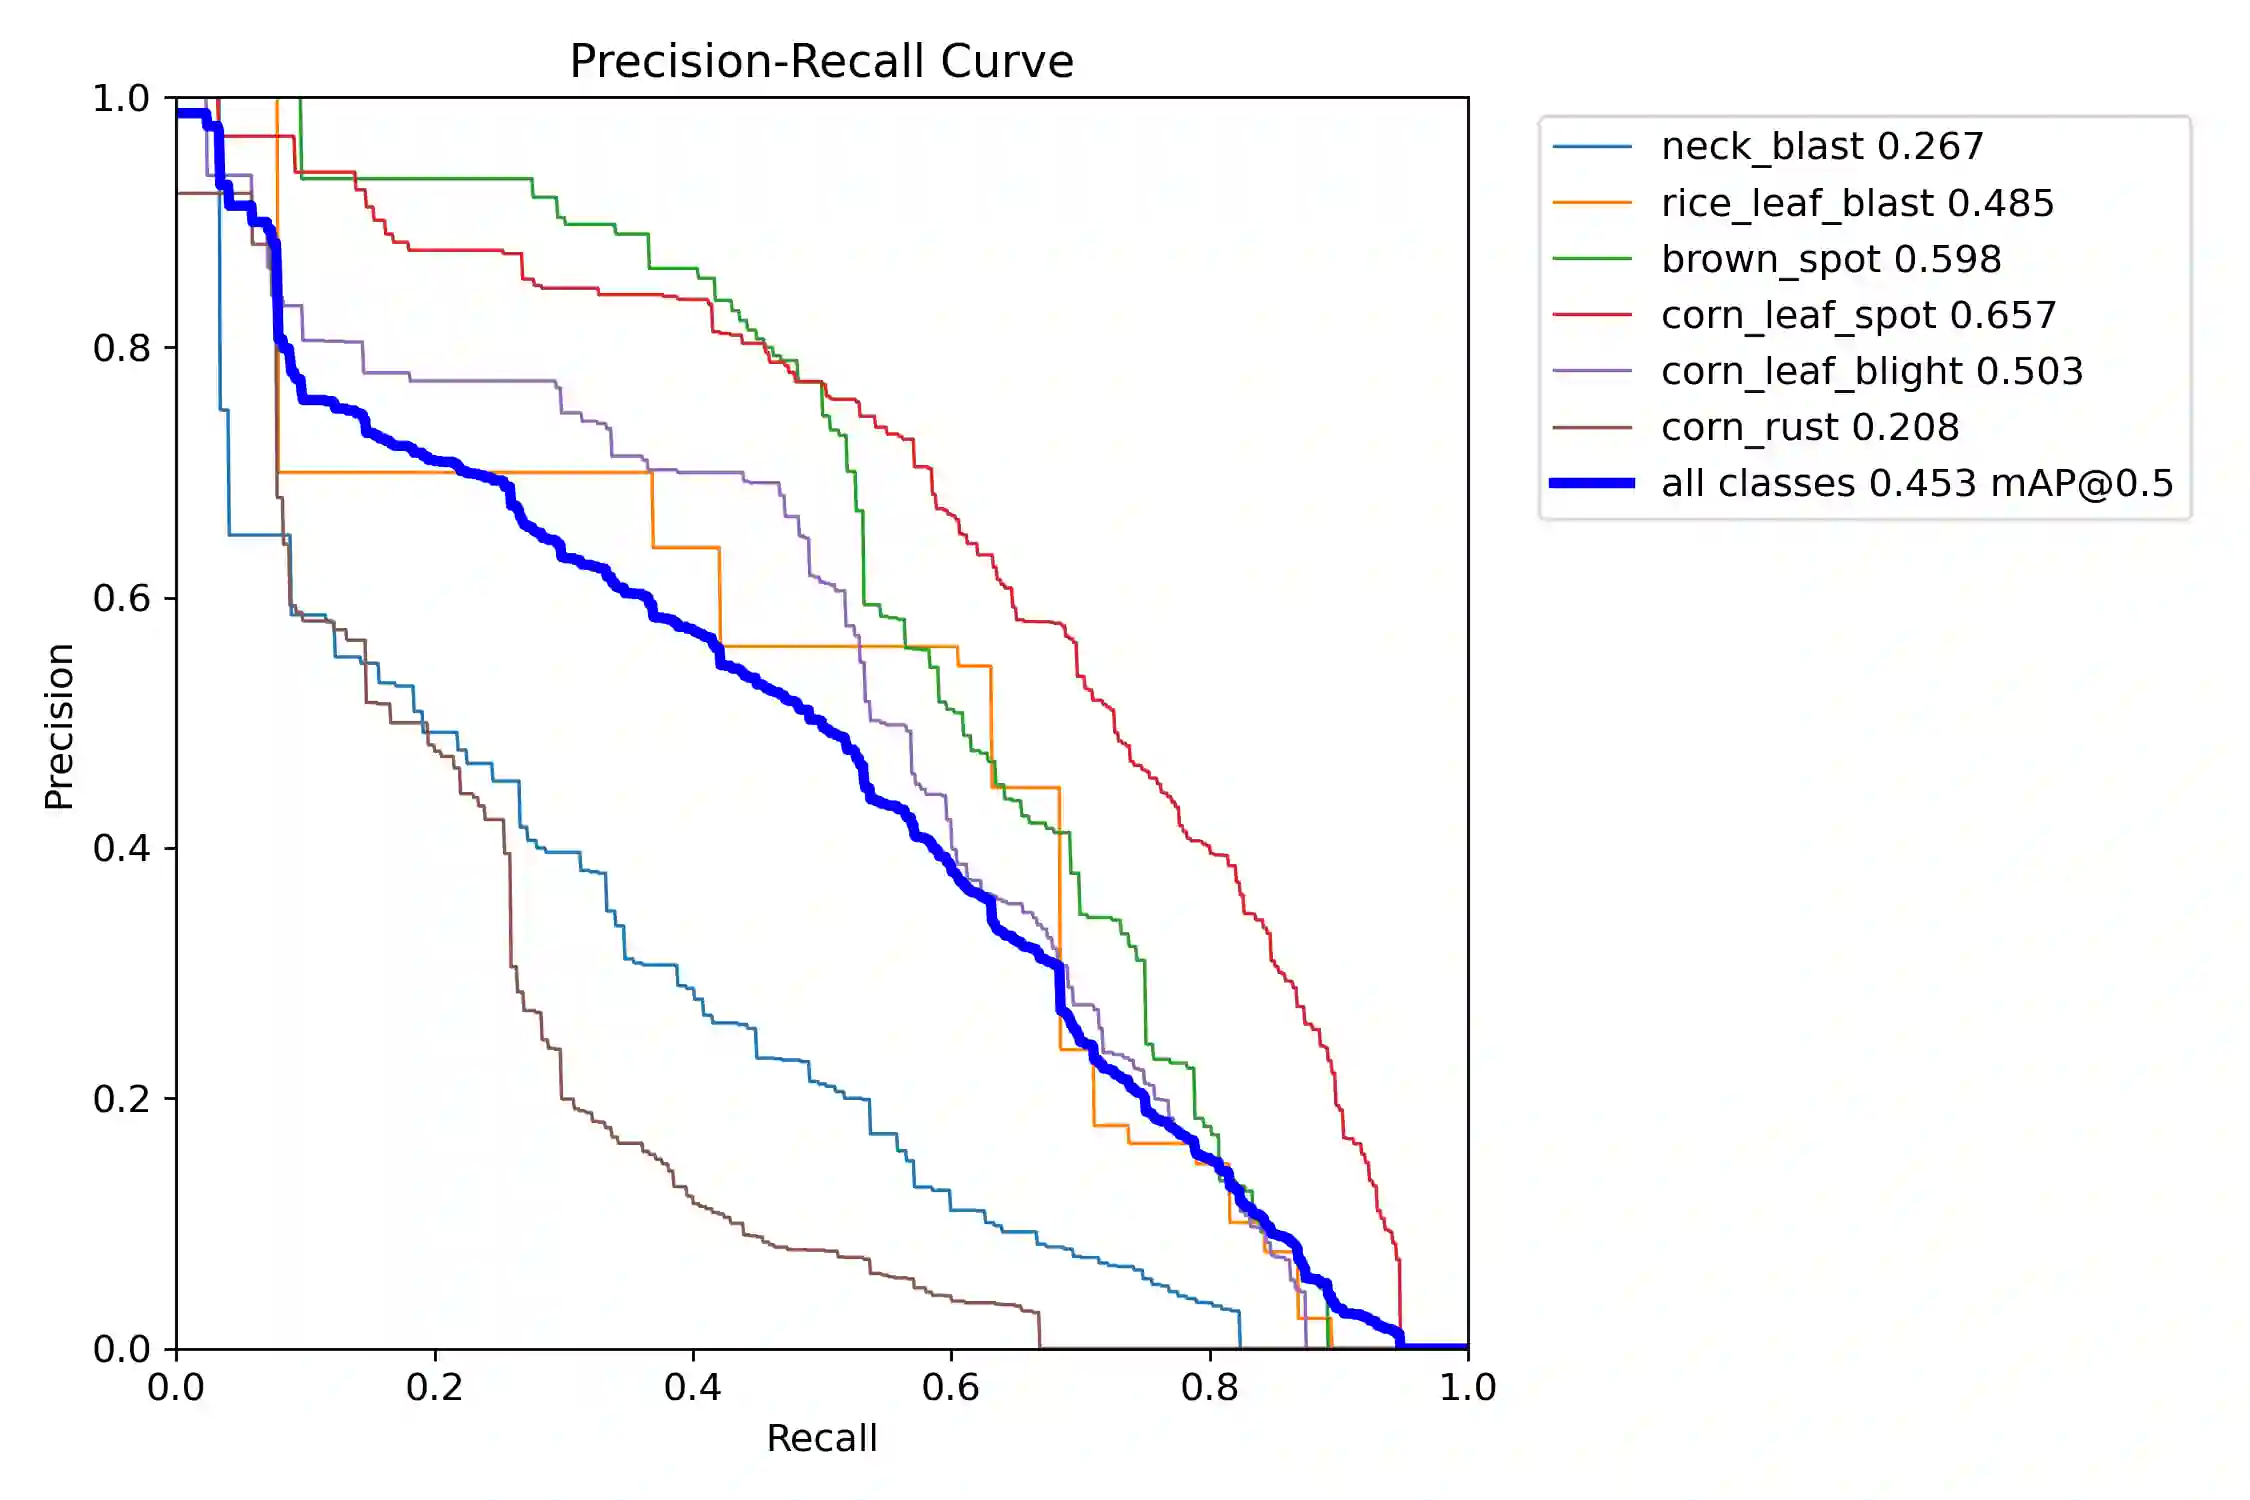 Precision-Recall Curve
1.0
0.8
0.6
0.4
0.2
0.0
Precision
0.0 0.2 0.4 0.6 0.8 1.0
Recall
neck_blast 0.267
rice_leaf_blast 0.485
brown_spot 0.598
corn_leaf_spot 0.657
corn_leaf_blight 0.503
corn_rust 0.208
all classes 0.453 mAP@0.5